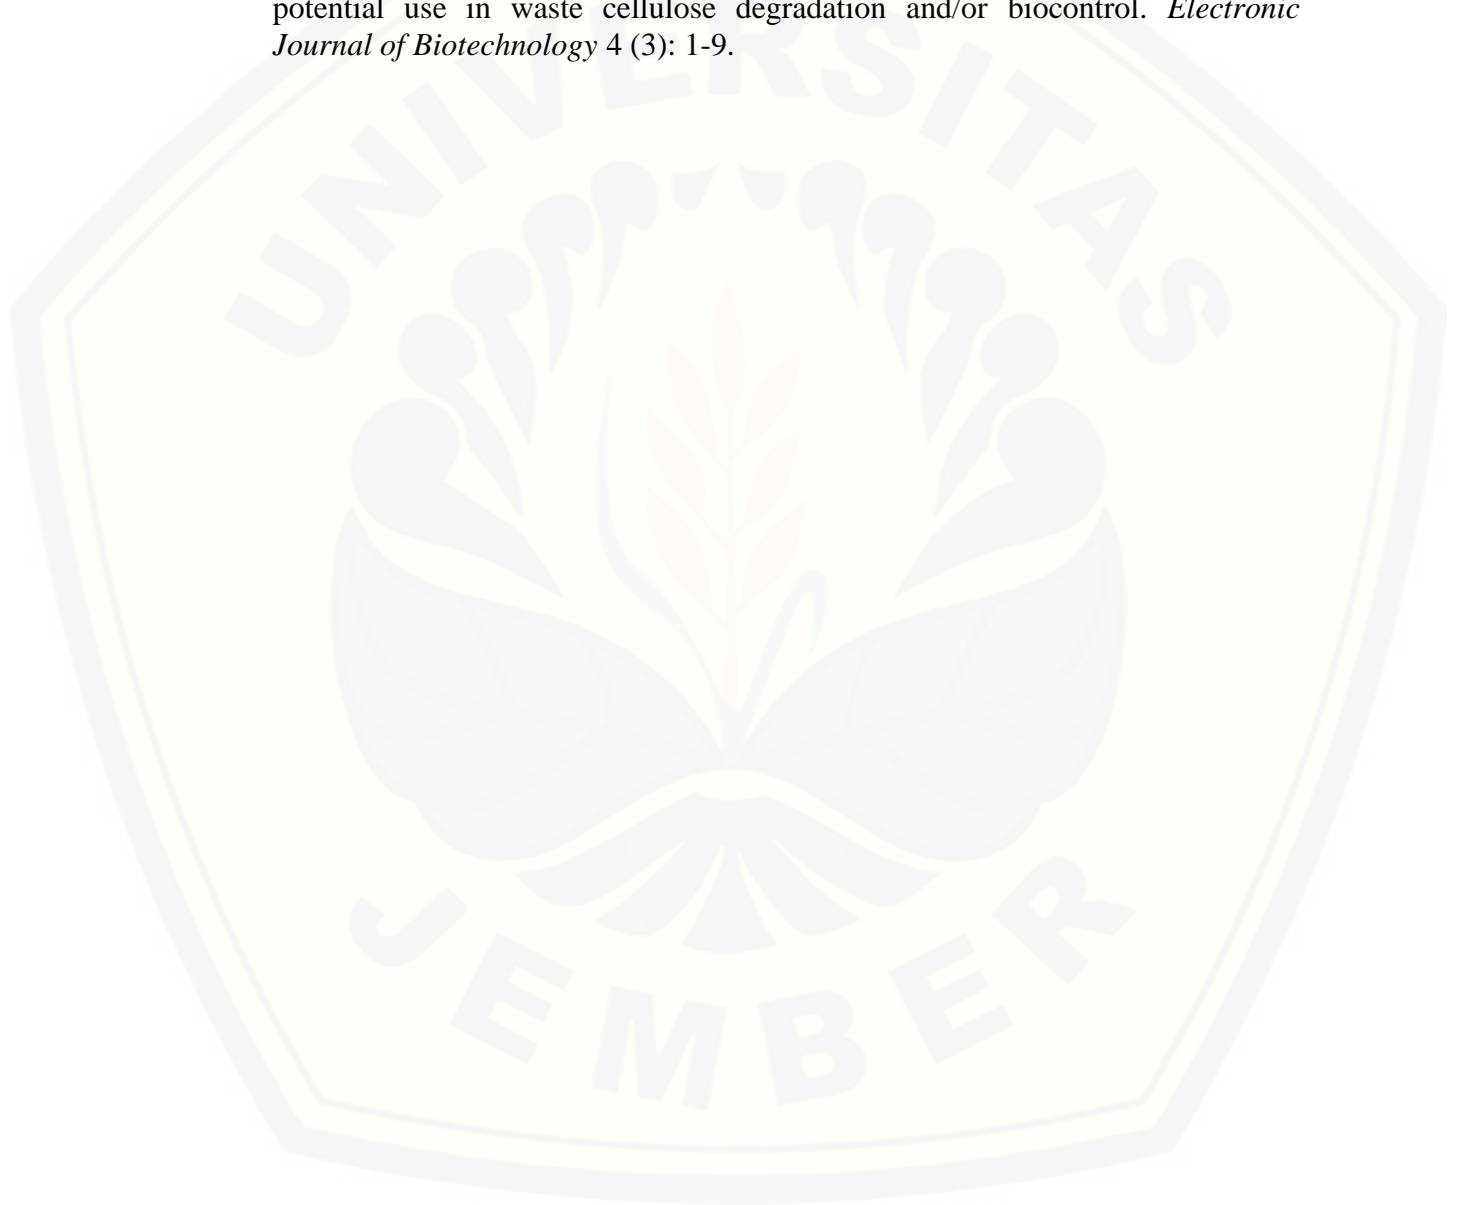 potential use in waste cellulose degradation and/or biocontrol. Electronic
Journal of Biotechnology 4 (3): 1-9.
UNIVERSITAS
JEMBER